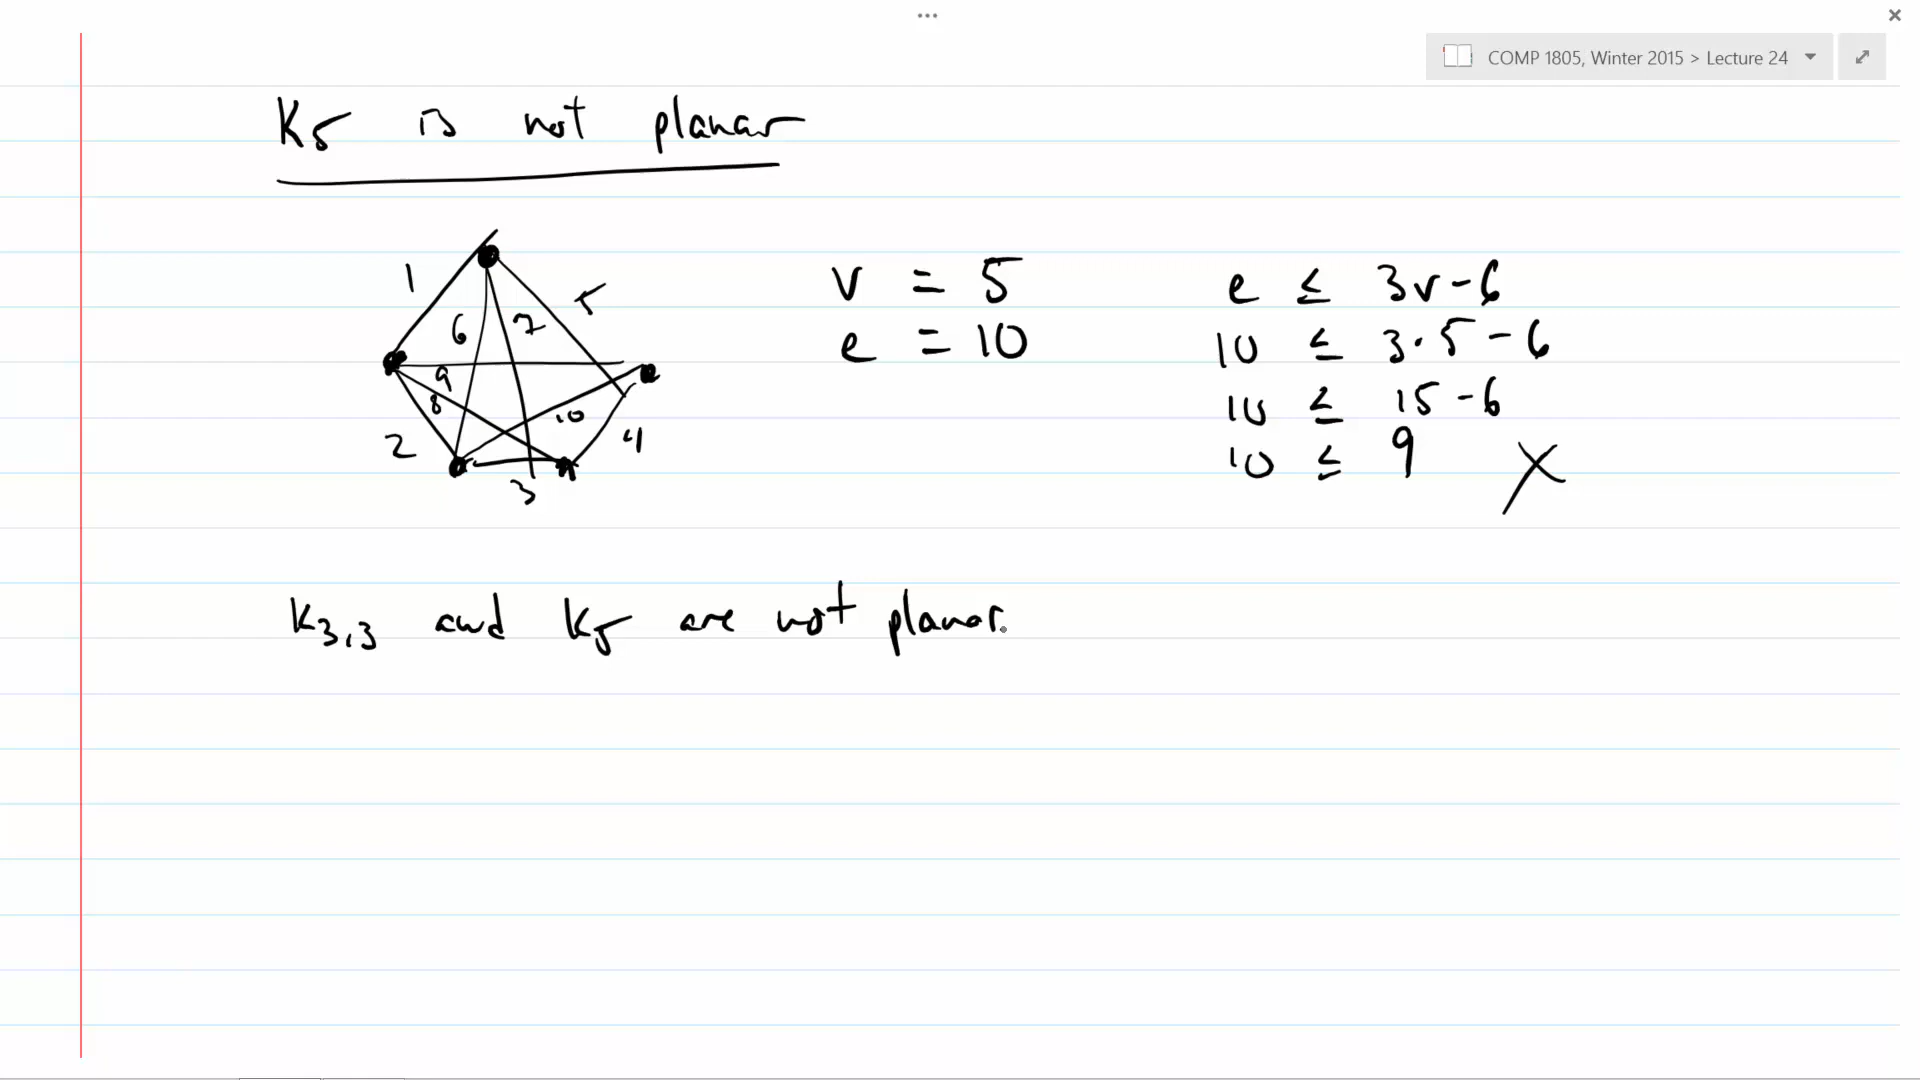 COMP 1805, Winter 2015 > Lecture 24
K5 is not planar
1
5
6
7
9
8
10
2
4
3
v = 5
e = 10
e ≤ 3v-6
10 ≤ 3·5-6
10 ≤ 15-6
10 ≤ 9 X
K3,3 and K5 are not planar.